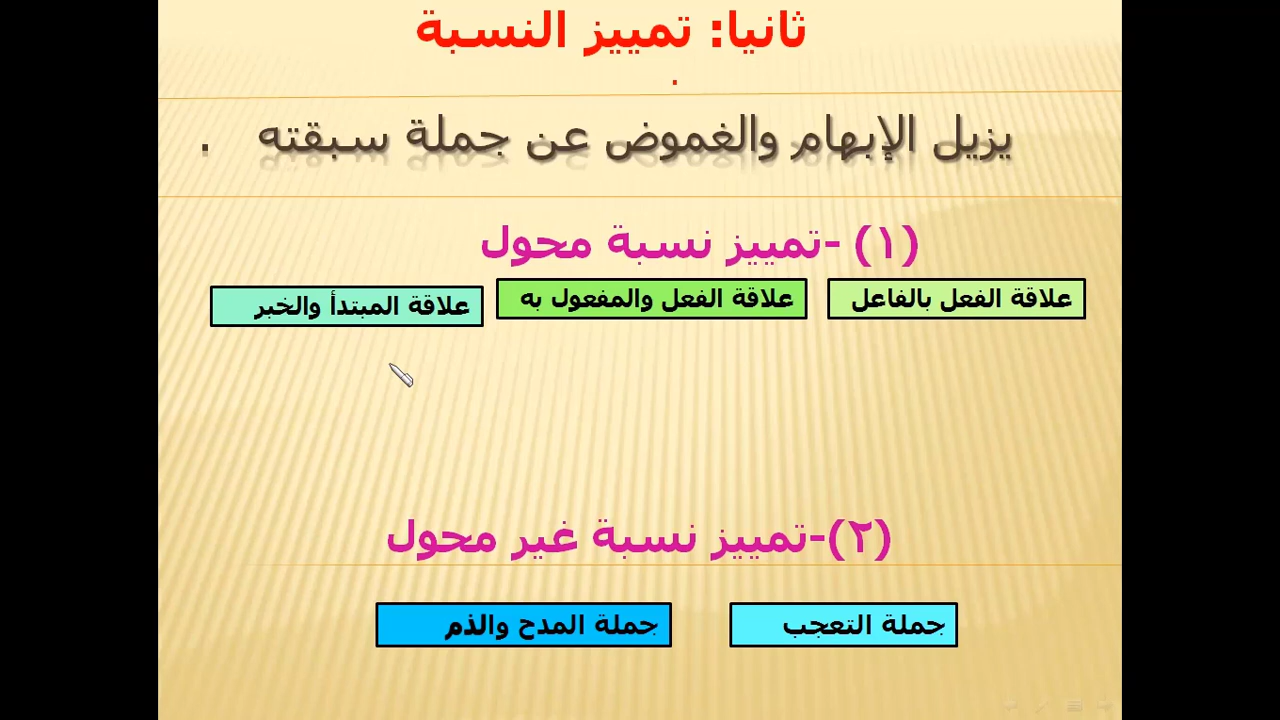 ثانيا: تمييز النسبة
.
يزيل الإبهام والغموض عن جملة سبقته .
(١) -تمييز نسبة محول
علاقة الفعل بالفاعل
علاقة الفعل والمفعول به
علاقة المبتدأ والخبر
(٢)-تمييز نسبة غير محول
جملة التعجب
جملة المدح والذم